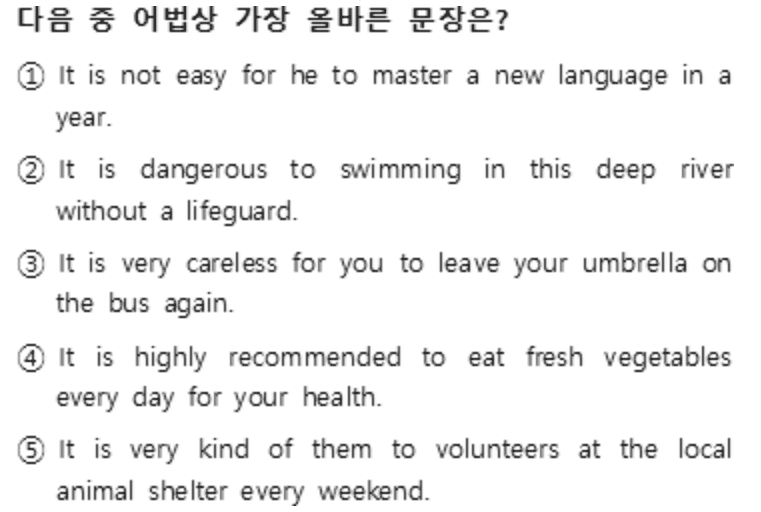 다음 중 어법상 가장 올바른 문장은?
① It is not easy for he to master a new language in a
year.
② It is dangerous to swimming in this deep river
without a lifeguard.
③ It is very careless for you to leave your umbrella on
the bus again.
④ It is highly recommended to eat fresh vegetables
every day for your health.
⑤ It is very kind of them to volunteers at the local
animal shelter every weekend.